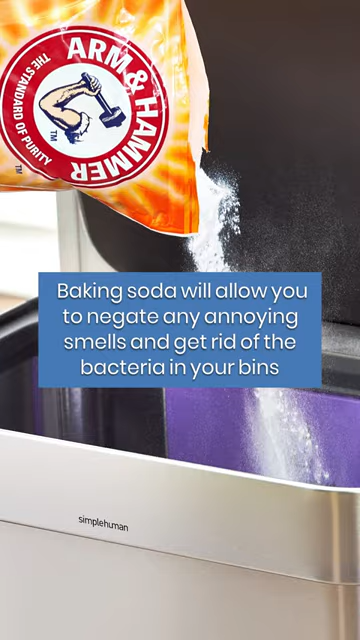 ARM & HAMMER
THE STANDARD OF PURITY
TM
TM
Baking soda will allow you
to negate any annoying
smells and get rid of the
bacteria in your bins
simplehuman